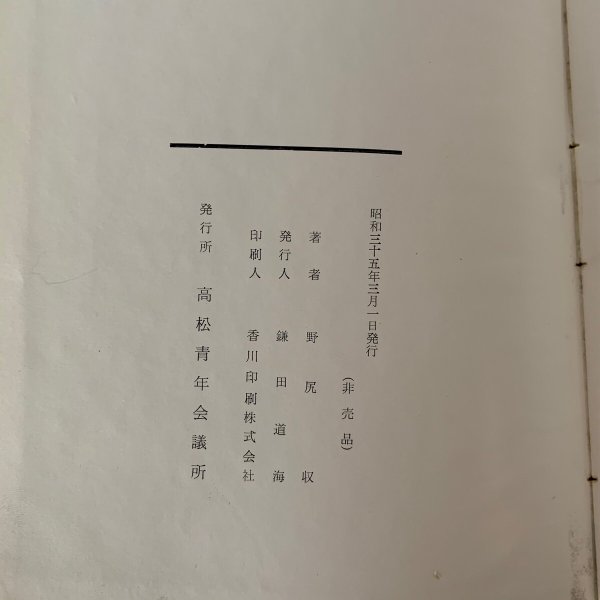 昭和三十五年三月一日発行
(非売品)
著者 野尻収
発行人 鎌田道海
印刷人 香川印刷株式会社
発行所 高松青年会議所